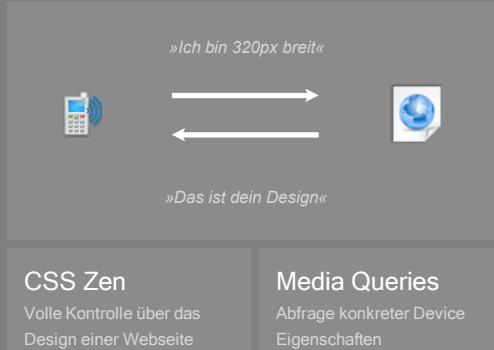 »Ich bin 320px breit«
»Das ist dein Design«
CSS Zen
Volle Kontrolle über das
Design einer Webseite
Media Queries
Abfrage konkreter Device
Eigenschaften